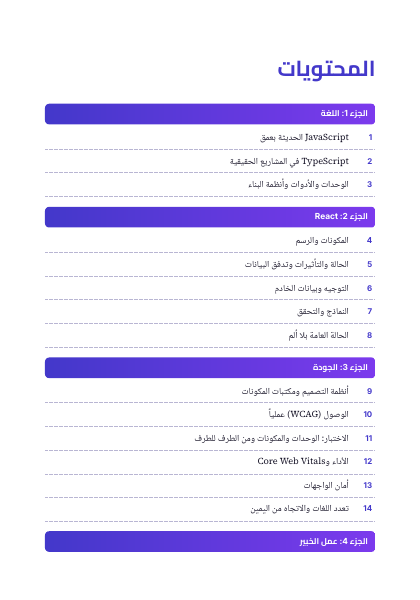 المحتويات
الجزء 1: اللغة
1 JavaScript الحديثة بعمق
2 TypeScript في المشاريع الحقيقية
3 الوحدات والأدوات وأنظمة البناء
الجزء 2: React
4 المكونات والرسم
5 الحالة والتأثيرات وتدفق البيانات
6 التوجيه وبيانات الخادم
7 النماذج والتحقق
8 الحالة العامة بلا ألم
الجزء 3: الجودة
9 أنظمة التصميم ومكتبات المكونات
10 الوصول (WCAG) عملياً
11 الاختبار: الوحدات والمكونات ومن الطرف للطرف
12 الأداء وCore Web Vitals
13 أمان الواجهات
14 تعدد اللغات والاتجاه من اليمين
الجزء 4: عمل الخبير